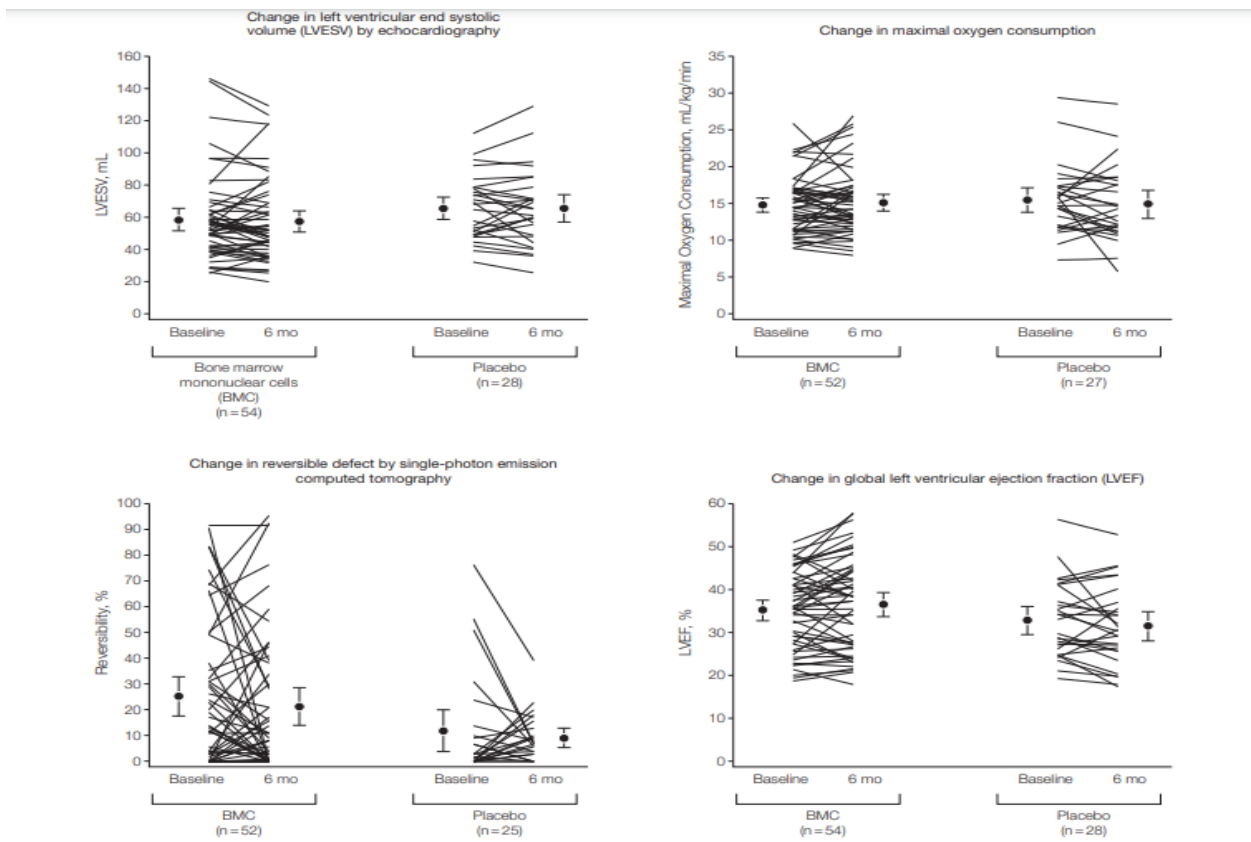 Change in left ventricular end systolic
volume (LVESV) by echocardiography
160
140
120
100
80
60
40
20
0
LVESV, mL
Baseline
6 mo
Baseline
6 mo
Bone marrow
mononuclear cells
(BMC)
(n=54)
Placebo
(n=28)
Change in maximal oxygen consumption
35
30
25
20
15
10
5
0
Maximal Oxygen Consumption, mL/kg/min
Baseline
6 mo
Baseline
6 mo
BMC
(n=52)
Placebo
(n=27)
Change in reversible defect by single-photon emission
computed tomography
100
90
80
70
60
50
40
30
20
10
0
Reversibility, %
Baseline
6 mo
Baseline
6 mo
BMC
(n=52)
Placebo
(n=25)
Change in global left ventricular ejection fraction (LVEF)
60
50
40
30
20
10
0
LVEF, %
Baseline
6 mo
Baseline
6 mo
BMC
(n=54)
Placebo
(n=28)